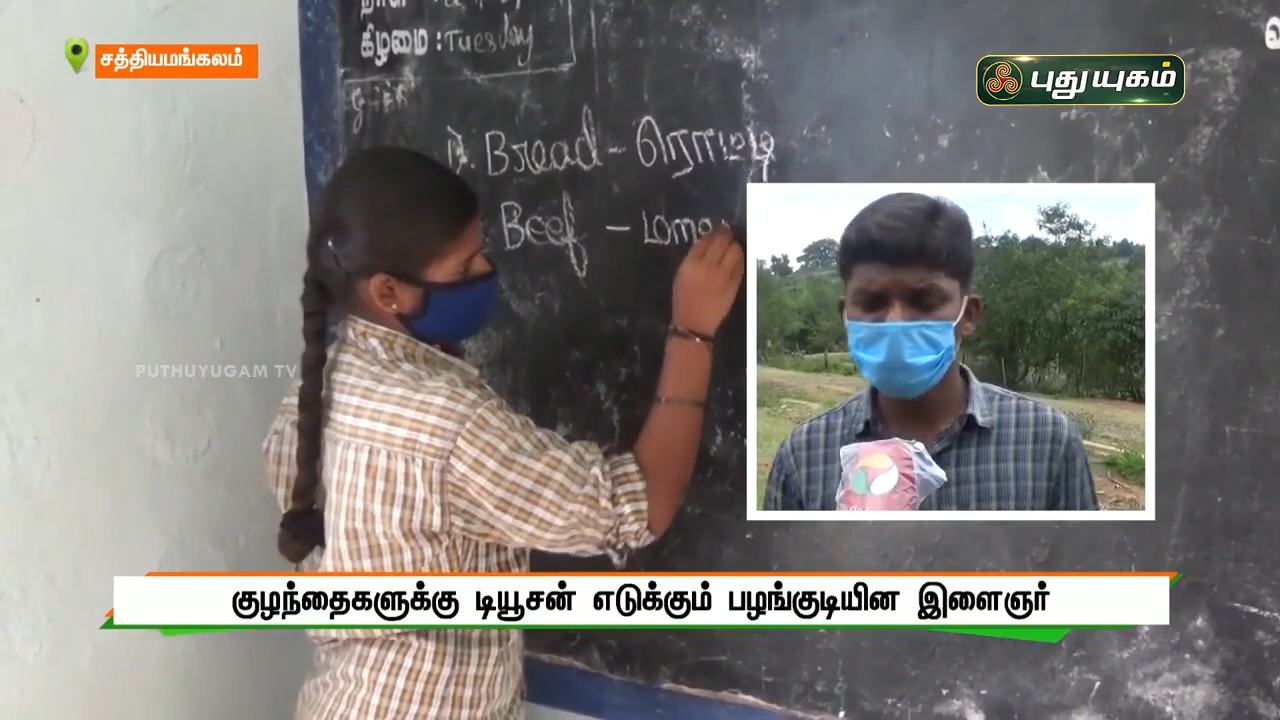 சத்தியமங்கலம்
புதுயுகம்
கிழமை : Tuesday
Bread - ரொட்டி
Beef -
PUTHUYUGAM TV
குழந்தைகளுக்கு டியூசன் எடுக்கும் பழங்குடியின இளைஞர்